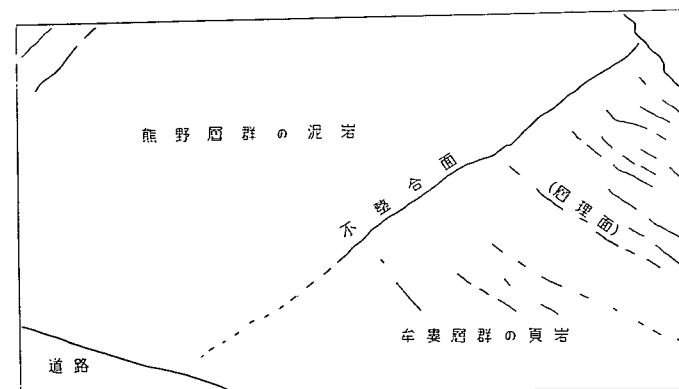 熊野層群の泥岩
不整合面
(層理面)
牟婁層群の頁岩
道路